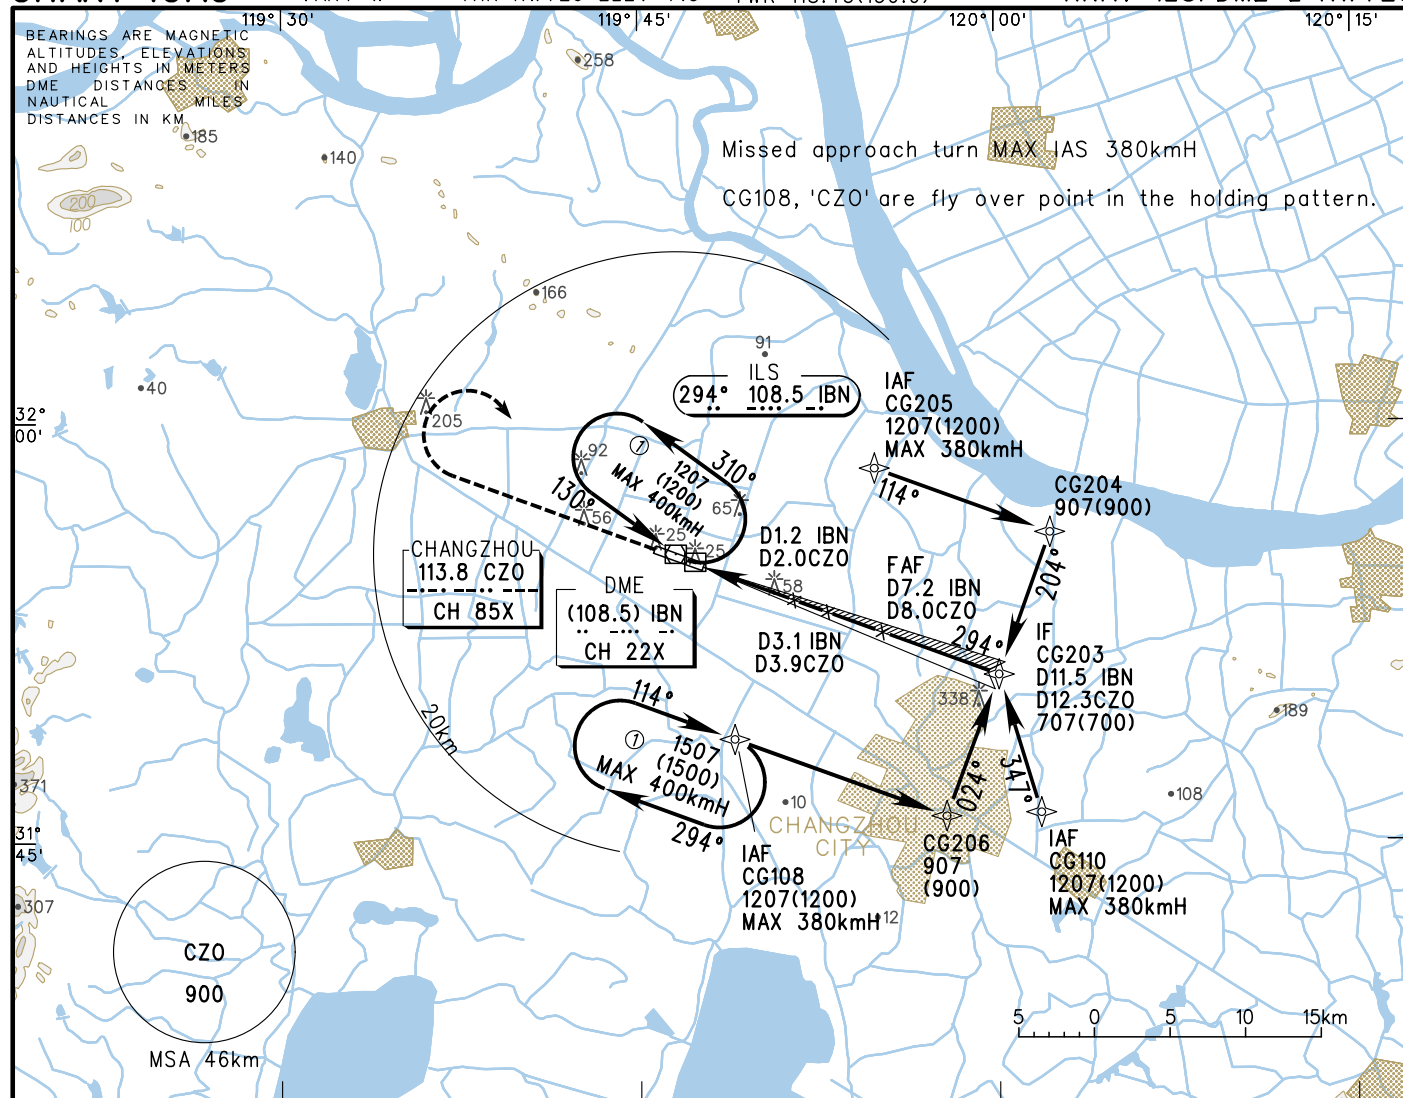 119° 30'
119° 45'
120° 00'
120° 15'
BEARINGS ARE MAGNETIC
ALTITUDES, ELEVATIONS
AND HEIGHTS IN METERS
DME DISTANCES IN
NAUTICAL MILES
DISTANCES IN KM
258
185
140
Missed approach turn MAX IAS 380kmH
CG108, 'CZO' are fly over point in the holding pattern.
200
100
166
91
40
ILS
294° 108.5 IBN
IAF
CG205
1207(1200)
MAX 380kmH
32°
00'
205
92
1
1207
(1200)
MAX 400kmH
310°
130°
65
56
25
25
114°
CG204
907(900)
204°
D1.2 IBN
D2.0CZO
58
FAF
D7.2 IBN
D8.0CZO
294°
CHANGZHOU
113.8 CZO
CH 85X
DME
(108.5) IBN
CH 22X
D3.1 IBN
D3.9CZO
IF
CG203
D11.5 IBN
D12.3CZO
707(700)
338
189
20km
114°
1
1507
(1500)
MAX 400kmH
294°
371
10
108
CHANGZHOU
CITY
024°
347°
31°
45'
IAF
CG108
1207(1200)
MAX 380kmH
12
CG206
907
(900)
IAF
CG110
1207(1200)
MAX 380kmH
307
CZO
900
MSA 46km
5 0 5 10 15km